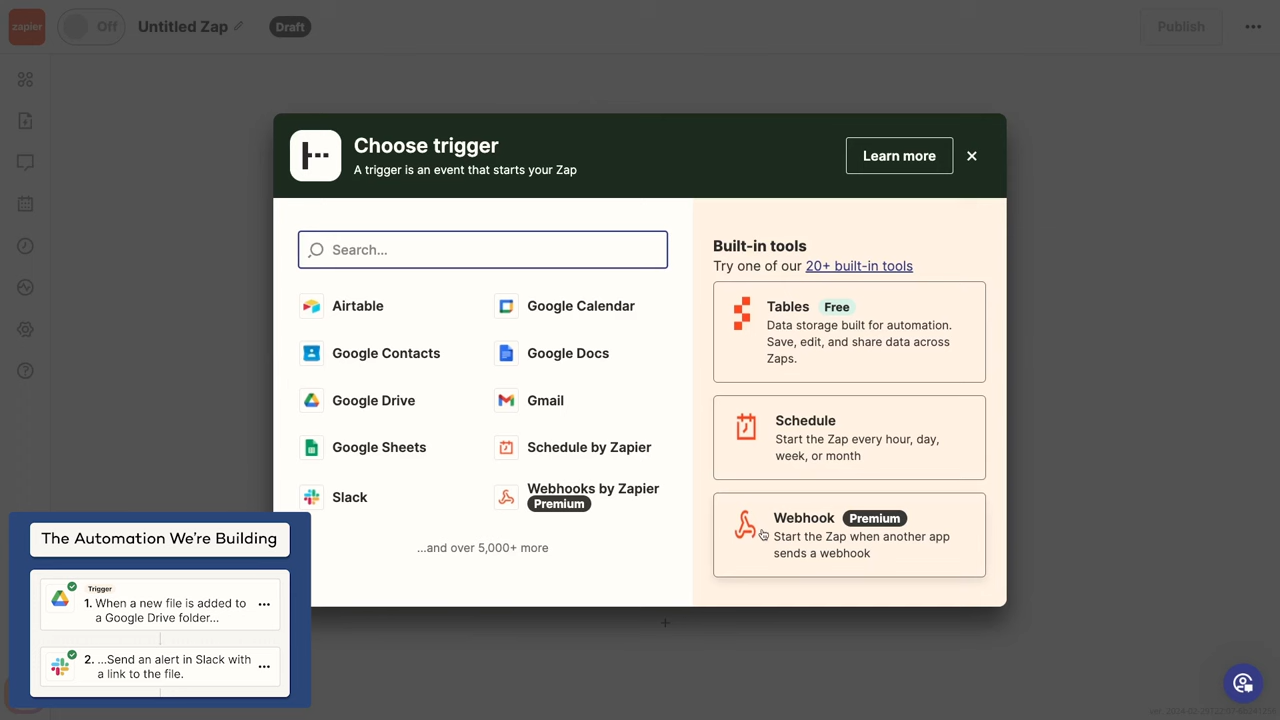 zapier
Off
Untitled Zap
Draft
Publish
Choose trigger
A trigger is an event that starts your Zap
Learn more
Search...
Airtable
Google Calendar
Google Contacts
Google Docs
Google Drive
Gmail
Google Sheets
Schedule by Zapier
Slack
Webhooks by Zapier
Premium
...and over 5,000+ more
Built-in tools
Try one of our 20+ built-in tools
Tables Free
Data storage built for automation.
Save, edit, and share data across
Zaps.
Schedule
Start the Zap every hour, day,
week, or month
Webhook Premium
Start the Zap when another app
sends a webhook
The Automation We're Building
Trigger
1. When a new file is added to
a Google Drive folder...
2. ...Send an alert in Slack with
a link to the file.